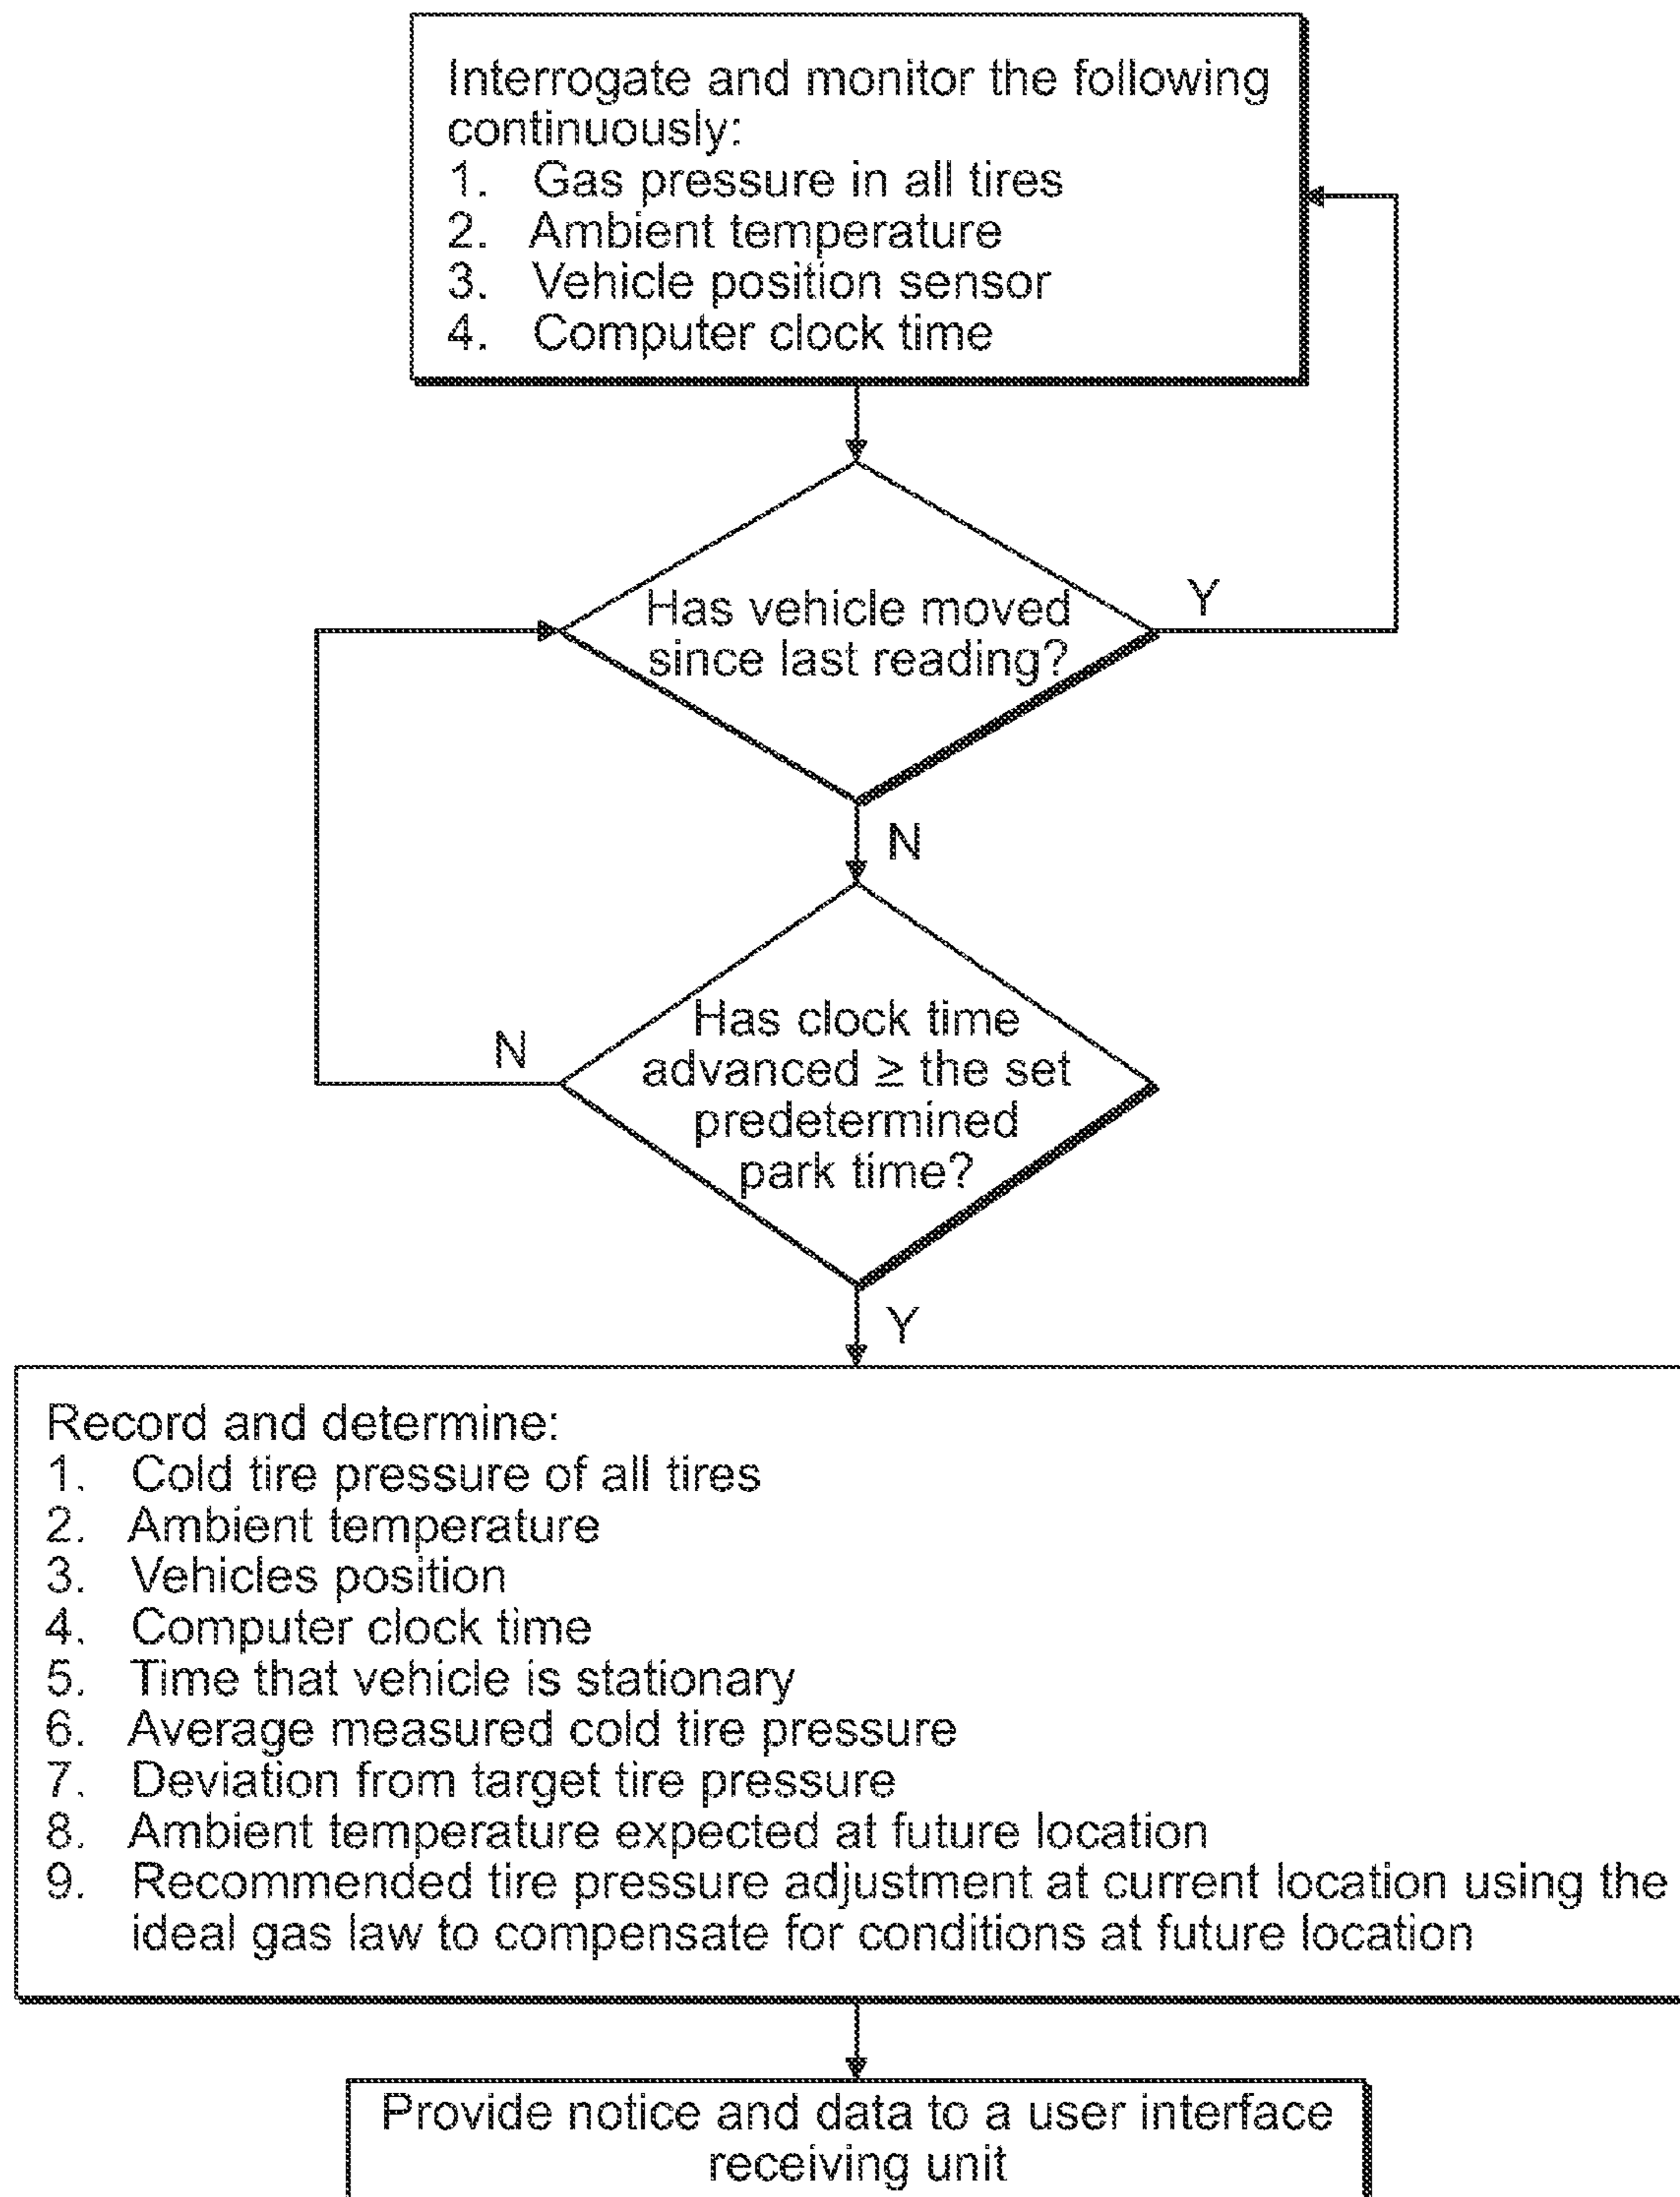 Interrogate and monitor the following
continuously:
1. Gas pressure in all tires
2. Ambient temperature
3. Vehicle position sensor
4. Computer clock time
Has vehicle moved
since last reading?
Y
N
Has clock time
advanced ≥ the set
predetermined
park time?
N
Y
Record and determine:
1. Cold tire pressure of all tires
2. Ambient temperature
3. Vehicles position
4. Computer clock time
5. Time that vehicle is stationary
6. Average measured cold tire pressure
7. Deviation from target tire pressure
8. Ambient temperature expected at future location
9. Recommended tire pressure adjustment at current location using the
ideal gas law to compensate for conditions at future location
Provide notice and data to a user interface
receiving unit